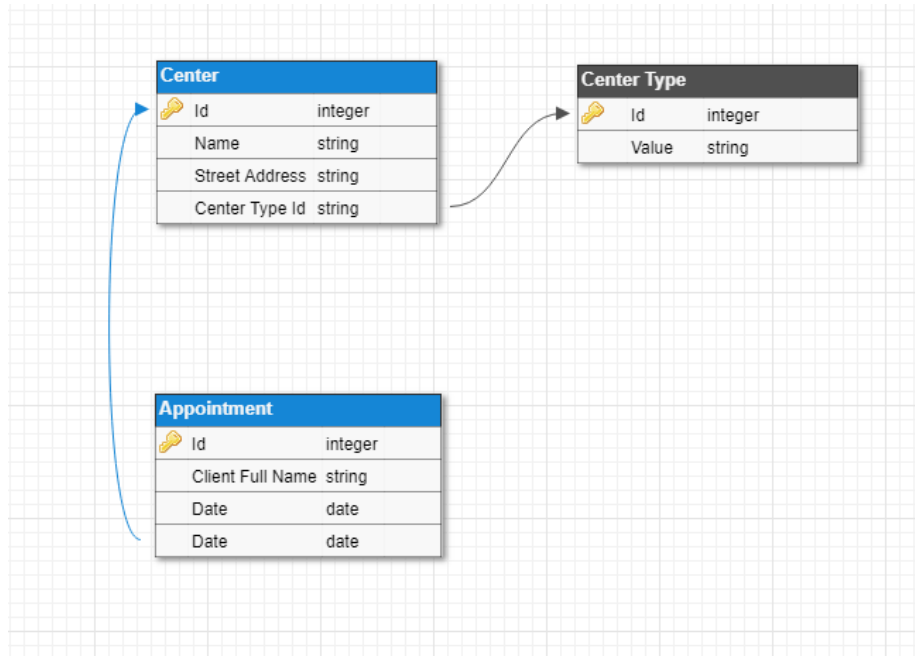 Center
Id integer
Name string
Street Address string
Center Type Id string
Center Type
Id integer
Value string
Appointment
Id integer
Client Full Name string
Date date
Date date